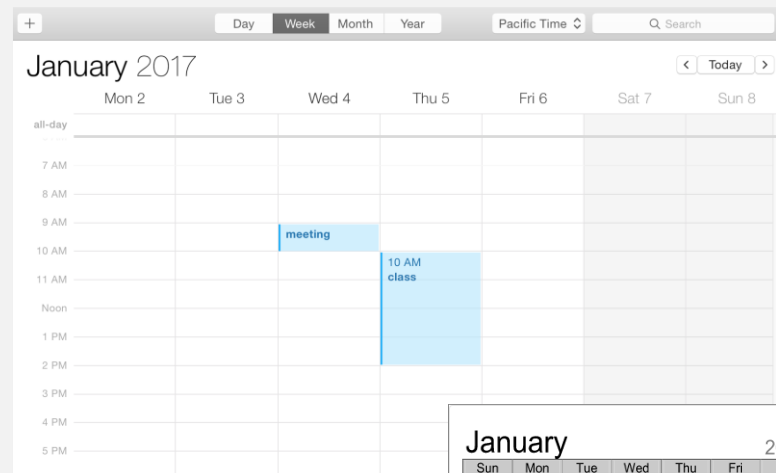 + Day Week Month Year Pacific Time Search
January 2017
< Today >
Mon 2 Tue 3 Wed 4 Thu 5 Fri 6 Sat 7 Sun 8
all-day
7 AM
8 AM
9 AM
meeting
10 AM
10 AM
class
11 AM
Noon
1 PM
2 PM
3 PM
4 PM
January 2
5 PM
Sun Mon Tue Wed Thu Fri